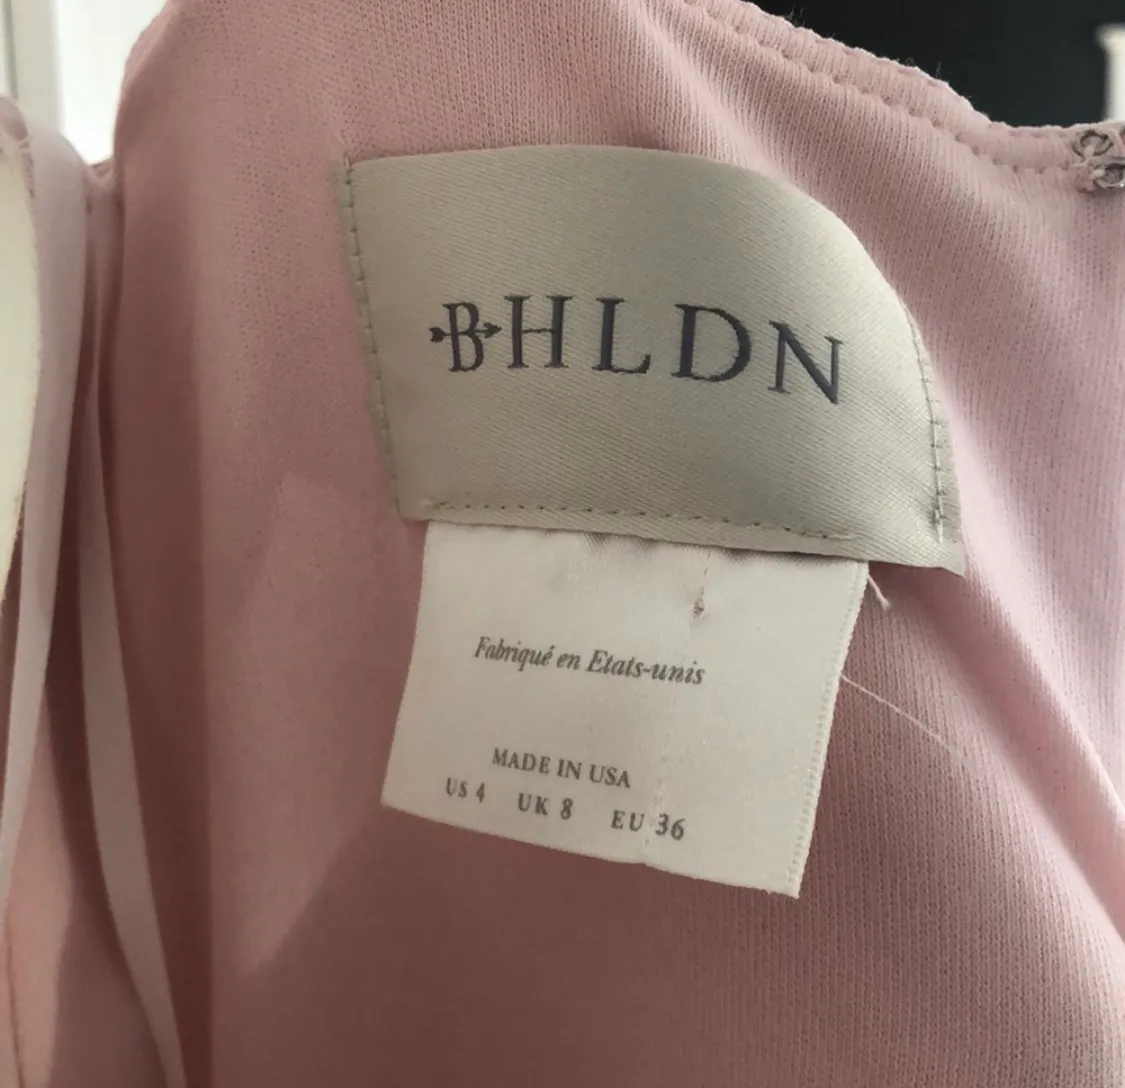 BHLDN
Fabriqué en Etats-unis
MADE IN USA
US 4 UK 8 EU 36